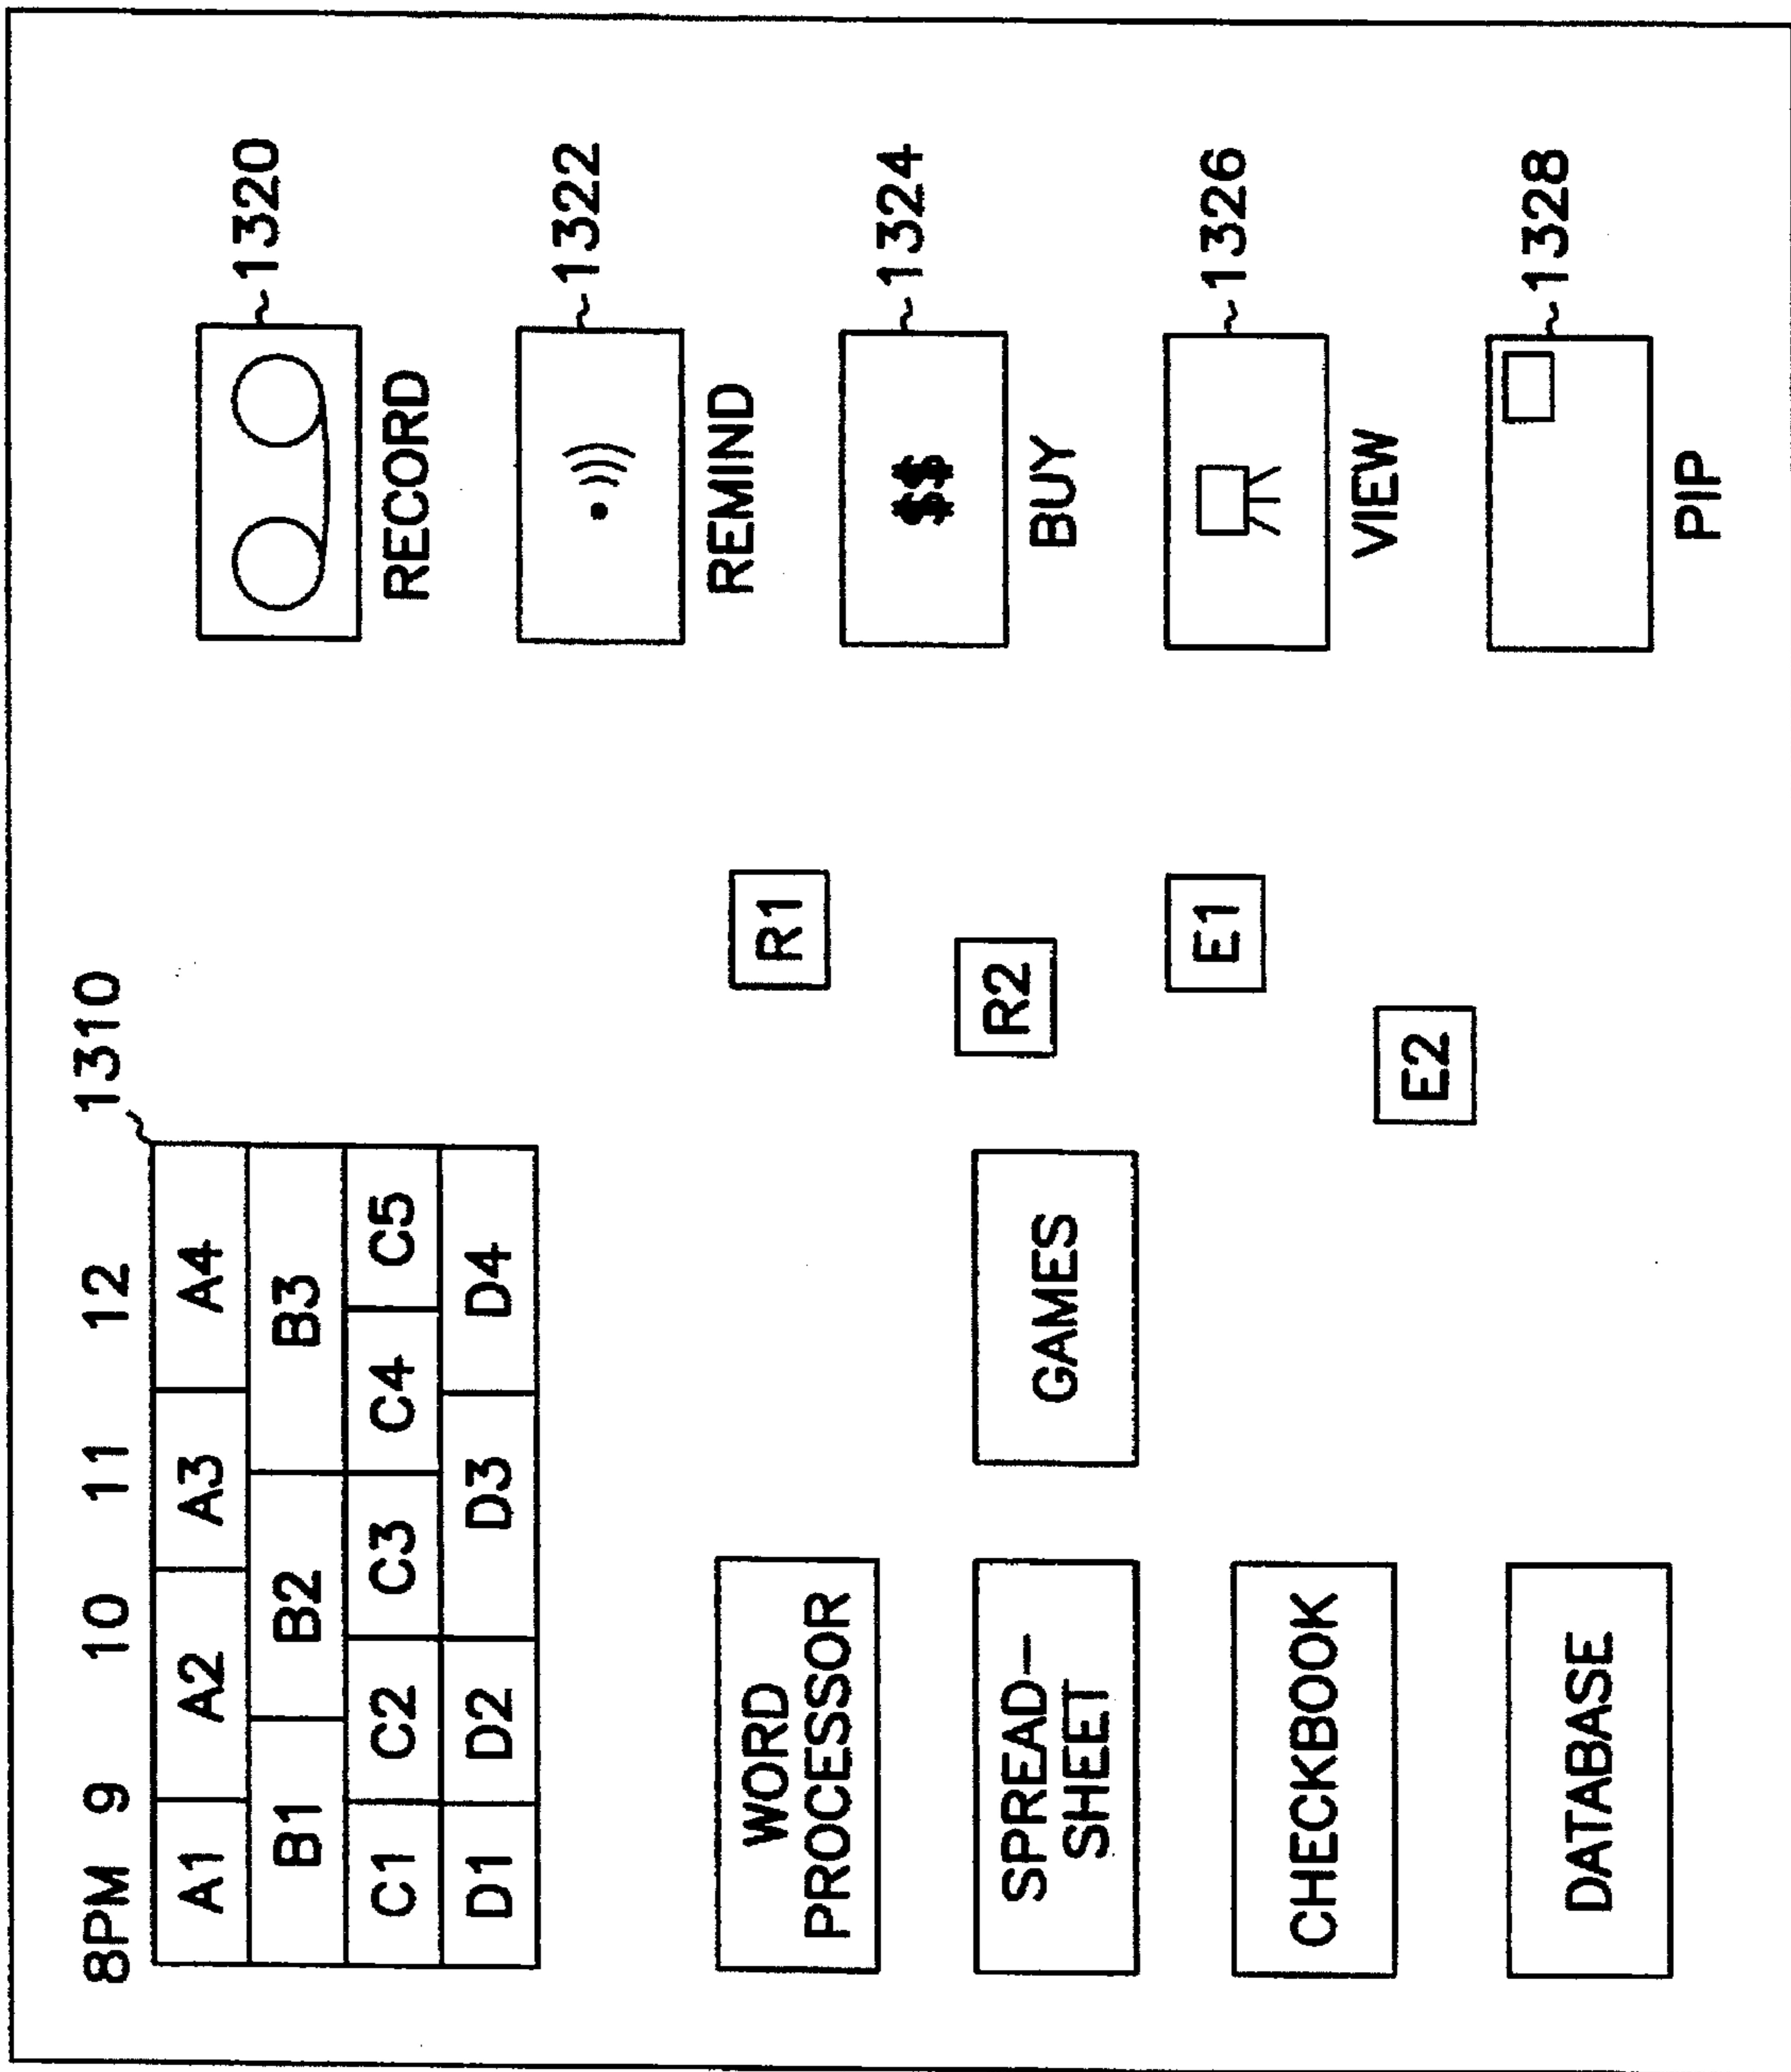 1310
8PM 9 10 11 12
A1 A2 A3 A4
B1 B2 B3
C1 C2 C3 C4 C5
D1 D2 D3 D4
WORD
PROCESSOR
SPREAD-
SHEET
CHECKBOOK
DATABASE
GAMES
R1
R2
E1
E2
1320
RECORD
1322
REMIND
1324
$$
BUY
1326
VIEW
1328
PIP